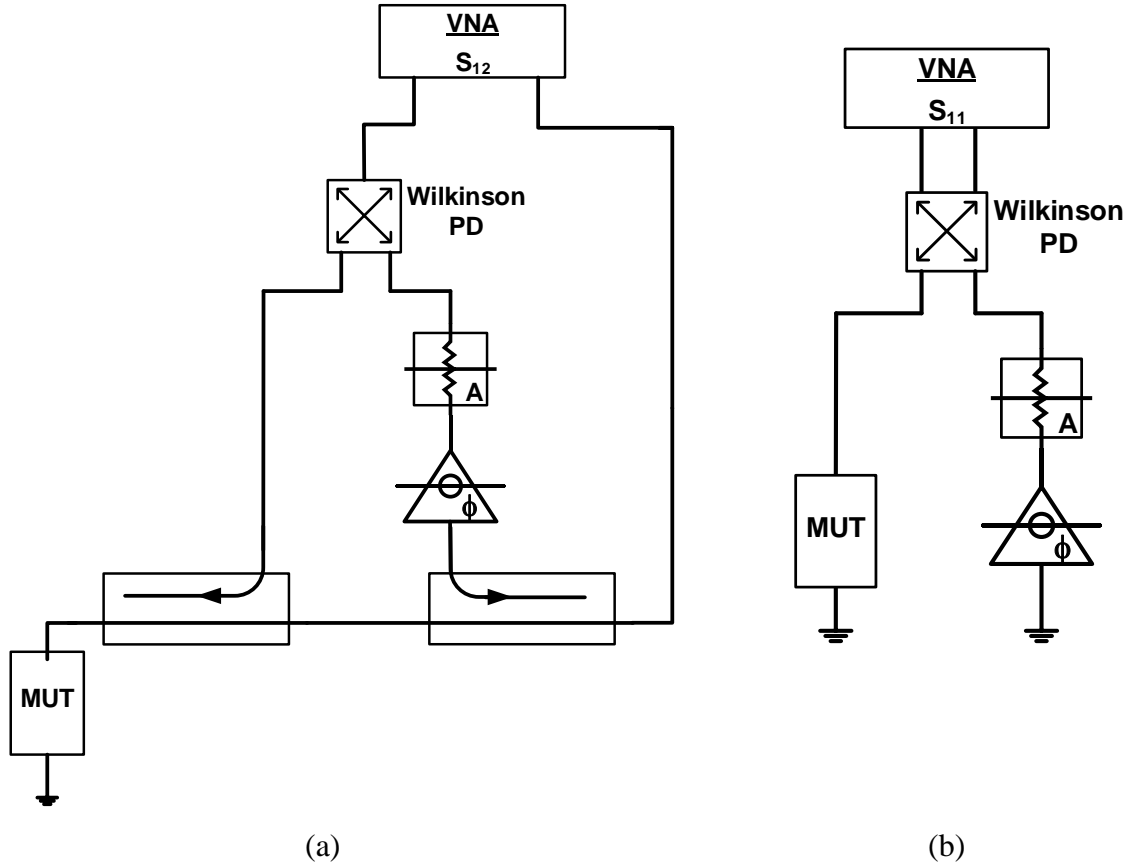 VNA
S₁₂
Wilkinson
PD
A
ϕ
MUT
(a)
VNA
S₁₁
Wilkinson
PD
A
MUT
ϕ
(b)